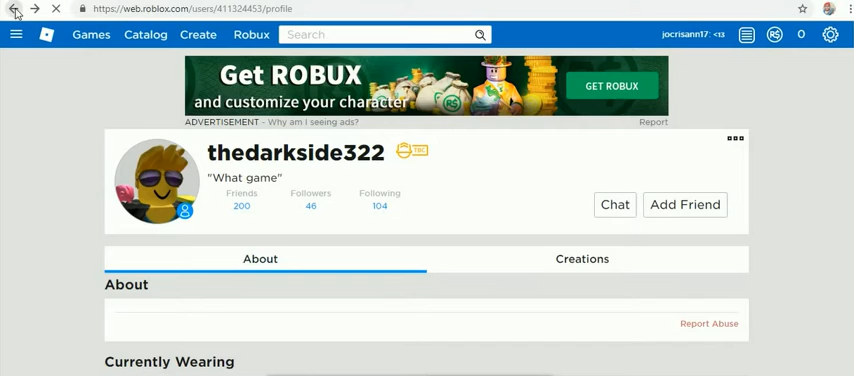 https://web.roblox.com/users/411324453/profile
Games Catalog Create Robux Search jocrisann17: <13 0
Get ROBUX
and customize your character
GET ROBUX
ADVERTISEMENT - Why am I seeing ads? Report
thedarkside322 TBC
"What game"
Friends Followers Following
200 46 104
Chat Add Friend
About Creations
About
Report Abuse
Currently Wearing